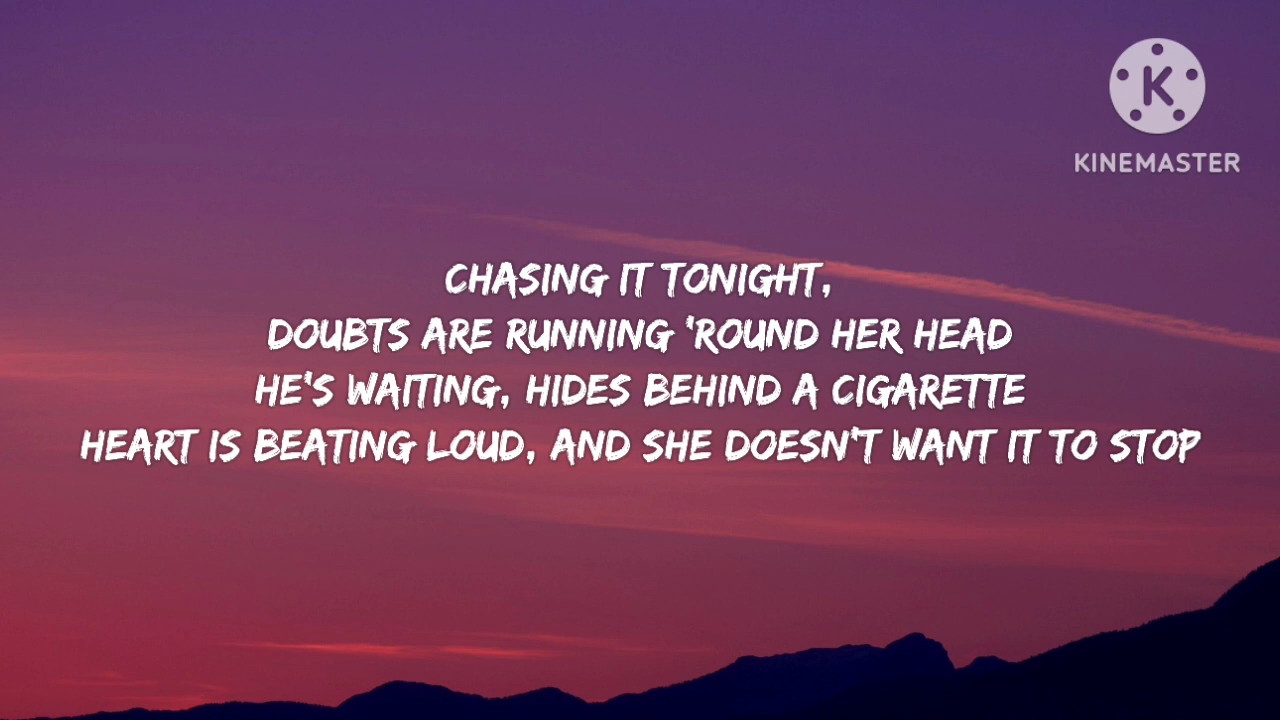 K
KINEMASTER
CHASING IT TONIGHT,
DOUBTS ARE RUNNING 'ROUND HER HEAD
HE'S WAITING, HIDES BEHIND A CIGARETTE
HEART IS BEATING LOUD, AND SHE DOESN'T WANT IT TO STOP